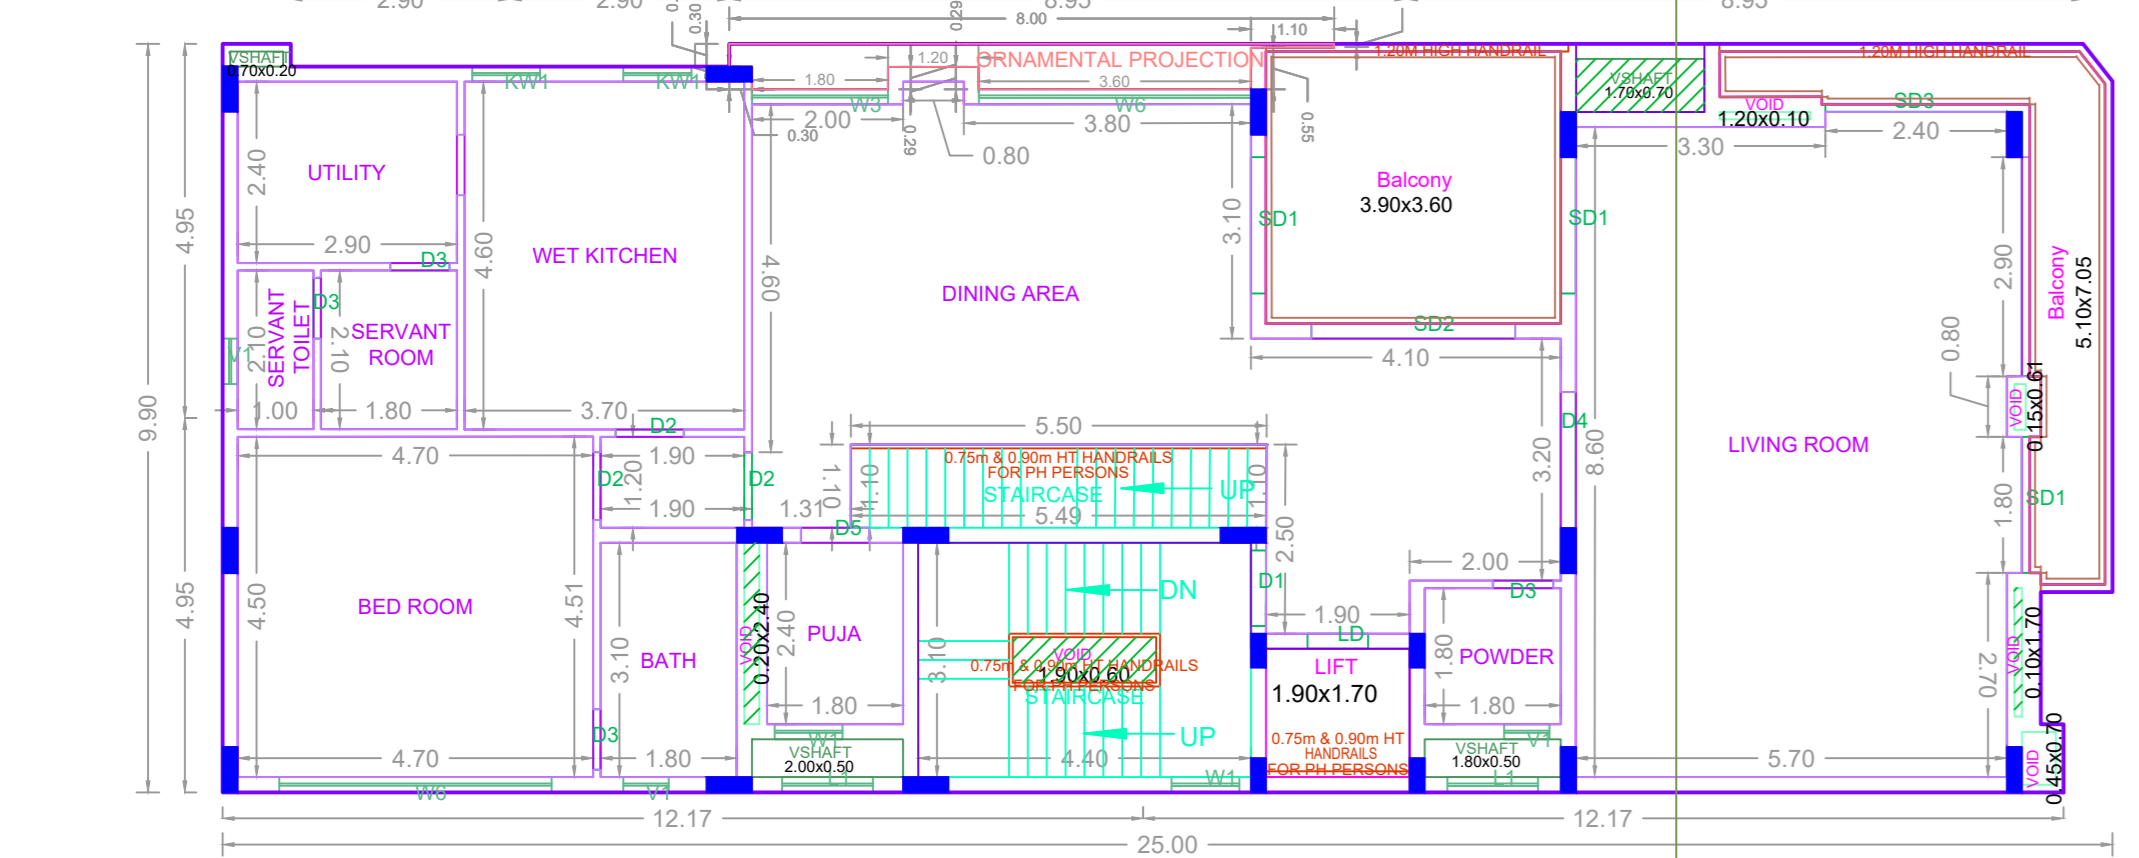 2.90
2.90
8.95
8.95
0.30
0.29
8.00
1.10
VSHAFT
0.70x0.20
KW1
KW1
1.20
ORNAMENTAL PROJECTION
1.80
3.60
W3
W6
2.00
3.80
0.30
0.29
0.80
0.55
1.20M HIGH HANDRAIL
1.20M HIGH HANDRAIL
VSHAFT
1.70x0.70
VOID
1.20x0.10
SD3
2.40
3.30
UTILITY
2.40
2.90
4.95
9.90
4.95
WET KITCHEN
4.60
4.60
3.70
DINING AREA
3.10
SD1
Balcony
3.90x3.60
SD1
SD2
4.10
2.90
Balcony
5.10x7.05
0.80
VOID
0.15x0.61
D3
D3
SERVANT
TOILET
2.10
V1
1.00
SERVANT
ROOM
2.10
1.80
D2
4.70
1.90
D2
1.20
D2
1.90
1.31
5.50
0.75m & 0.90m HT HANDRAILS
FOR PH PERSONS
STAIRCASE
UP
1.10
1.10
1.10
5.49
D5
3.20
8.60
D4
LIVING ROOM
1.80
SD1
2.50
2.00
D3
BED ROOM
4.50
4.51
4.70
D3
W6
BATH
3.10
1.80
V1
VOID
0.20x2.40
PUJA
2.40
1.80
W1
VSHAFT
2.00x0.50
L1
3.10
DN
VOID
1.90x0.60
0.75m & 0.90m HT HANDRAILS
FOR PH PERSONS
STAIRCASE
UP
4.40
W1
D1
1.90
LD
LIFT
1.90x1.70
0.75m & 0.90m HT
HANDRAILS
FOR PH PERSONS
POWDER
1.80
1.80
V1
VSHAFT
1.80x0.50
L1
5.70
2.70
VOID
0.10x1.70
VOID
0.45x0.70
12.17
12.17
25.00